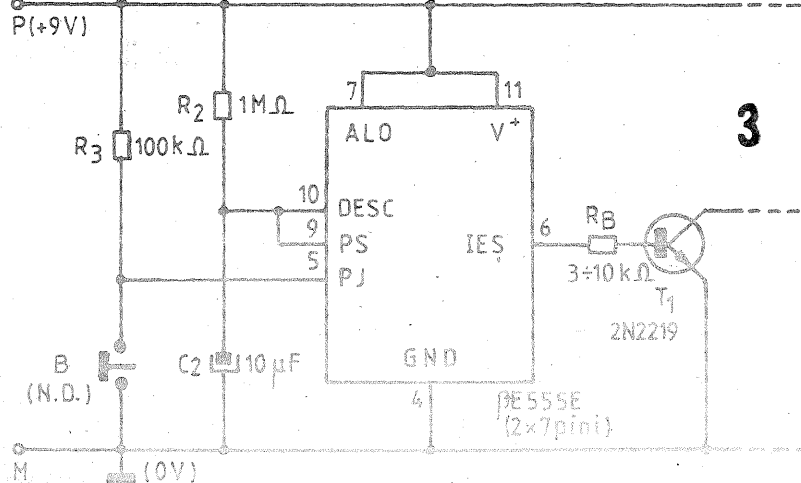 P(+9V)
7
11
R2
1MΩ
ALO
V+
3
R3
100kΩ
10
DESC
9
PS
5
PJ
IEȘ
6
RB
3÷10kΩ
T1
2N2219
B
(N.D.)
C2
10µF
GND
4
βE555E
(2×7pini)
M
(0V)